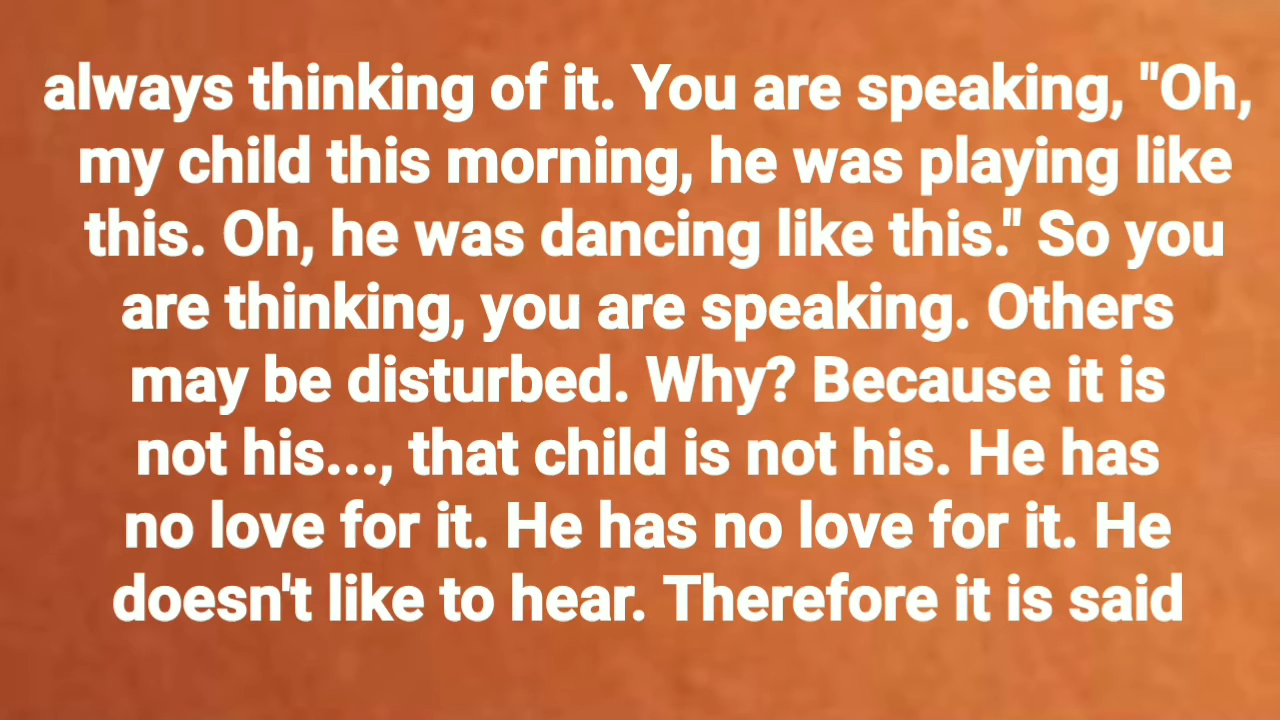 always thinking of it. You are speaking, "Oh,
my child this morning, he was playing like
this. Oh, he was dancing like this." So you
are thinking, you are speaking. Others
may be disturbed. Why? Because it is
not his..., that child is not his. He has
no love for it. He has no love for it. He
doesn't like to hear. Therefore it is said